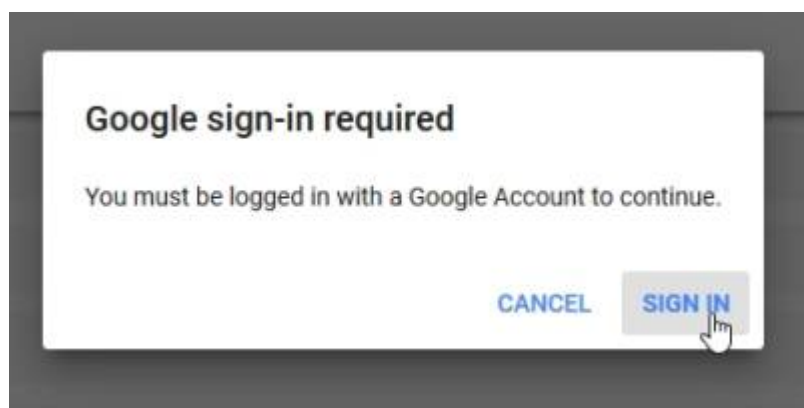 Google sign-in required
You must be logged in with a Google Account to continue.
CANCEL SIGN IN